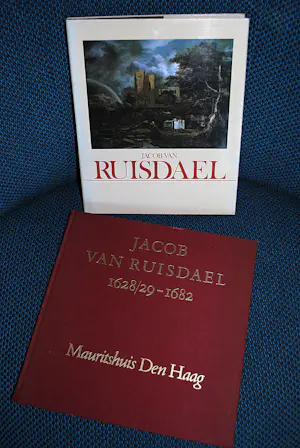 JACOB VAN
RUISDAEL
JACOB
VAN RUISDAEL
1628/29-1682
Mauritshuis Den Haag